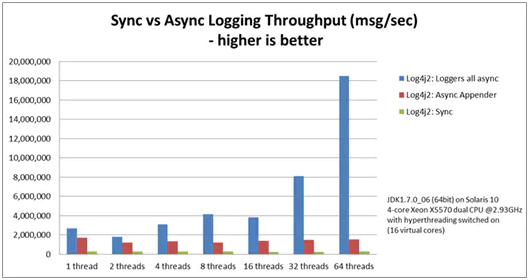 Sync vs Async Logging Throughput (msg/sec)
- higher is better
20,000,000
18,000,000
16,000,000
14,000,000
12,000,000
10,000,000
8,000,000
6,000,000
4,000,000
2,000,000
0
1 threads 2 threads 4 threads 8 threads 16 threads 32 threads 64 threads
Log4j2: Loggers all async
Log4j2: Async Appender
Log4j2: Sync
JDK1.7.0_06 (64bit) on Solaris 10
4-core Xeon X5570 dual CPU @2.93GHz
with hyperthreading switched on
(16 virtual cores)